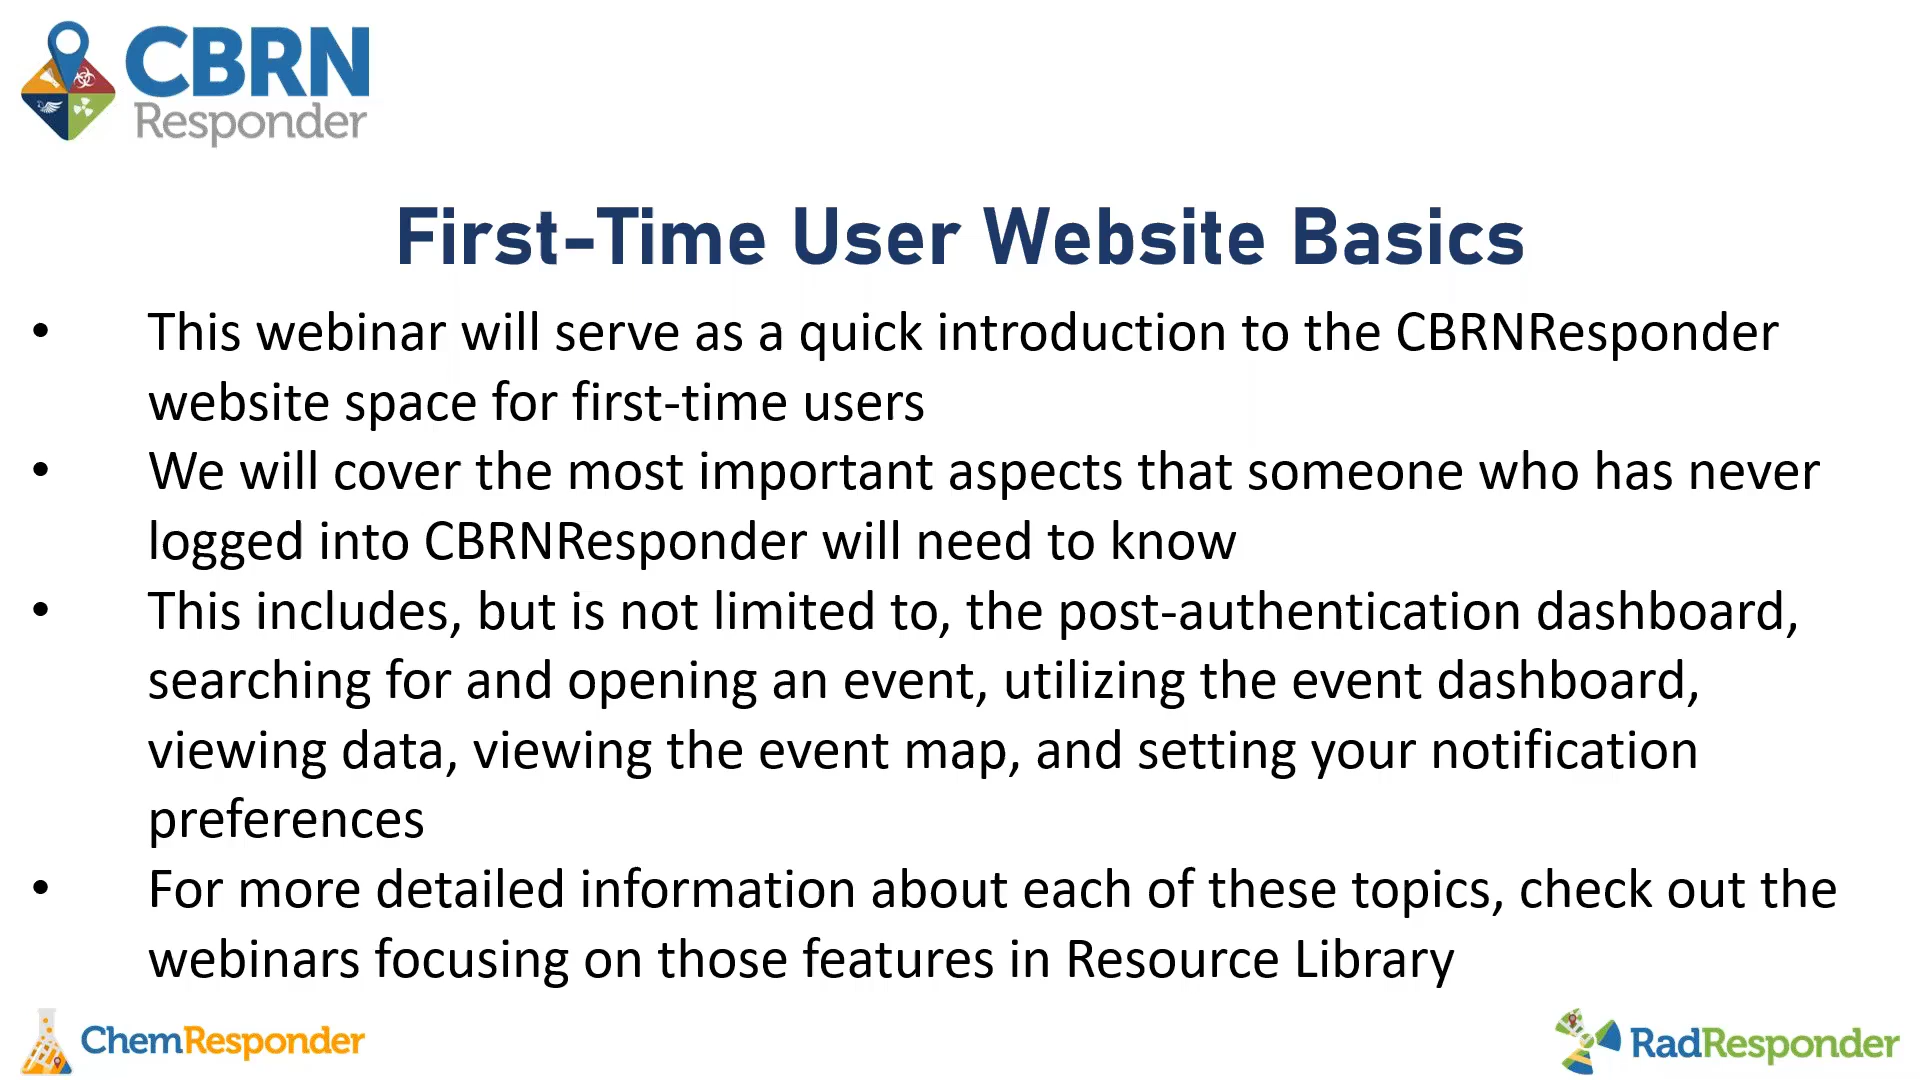 CBRN
Responder
First-Time User Website Basics
• This webinar will serve as a quick introduction to the CBRNResponder
website space for first-time users
• We will cover the most important aspects that someone who has never
logged into CBRNResponder will need to know
• This includes, but is not limited to, the post-authentication dashboard,
searching for and opening an event, utilizing the event dashboard,
viewing data, viewing the event map, and setting your notification
preferences
• For more detailed information about each of these topics, check out the
webinars focusing on those features in Resource Library
ChemResponder
RadResponder